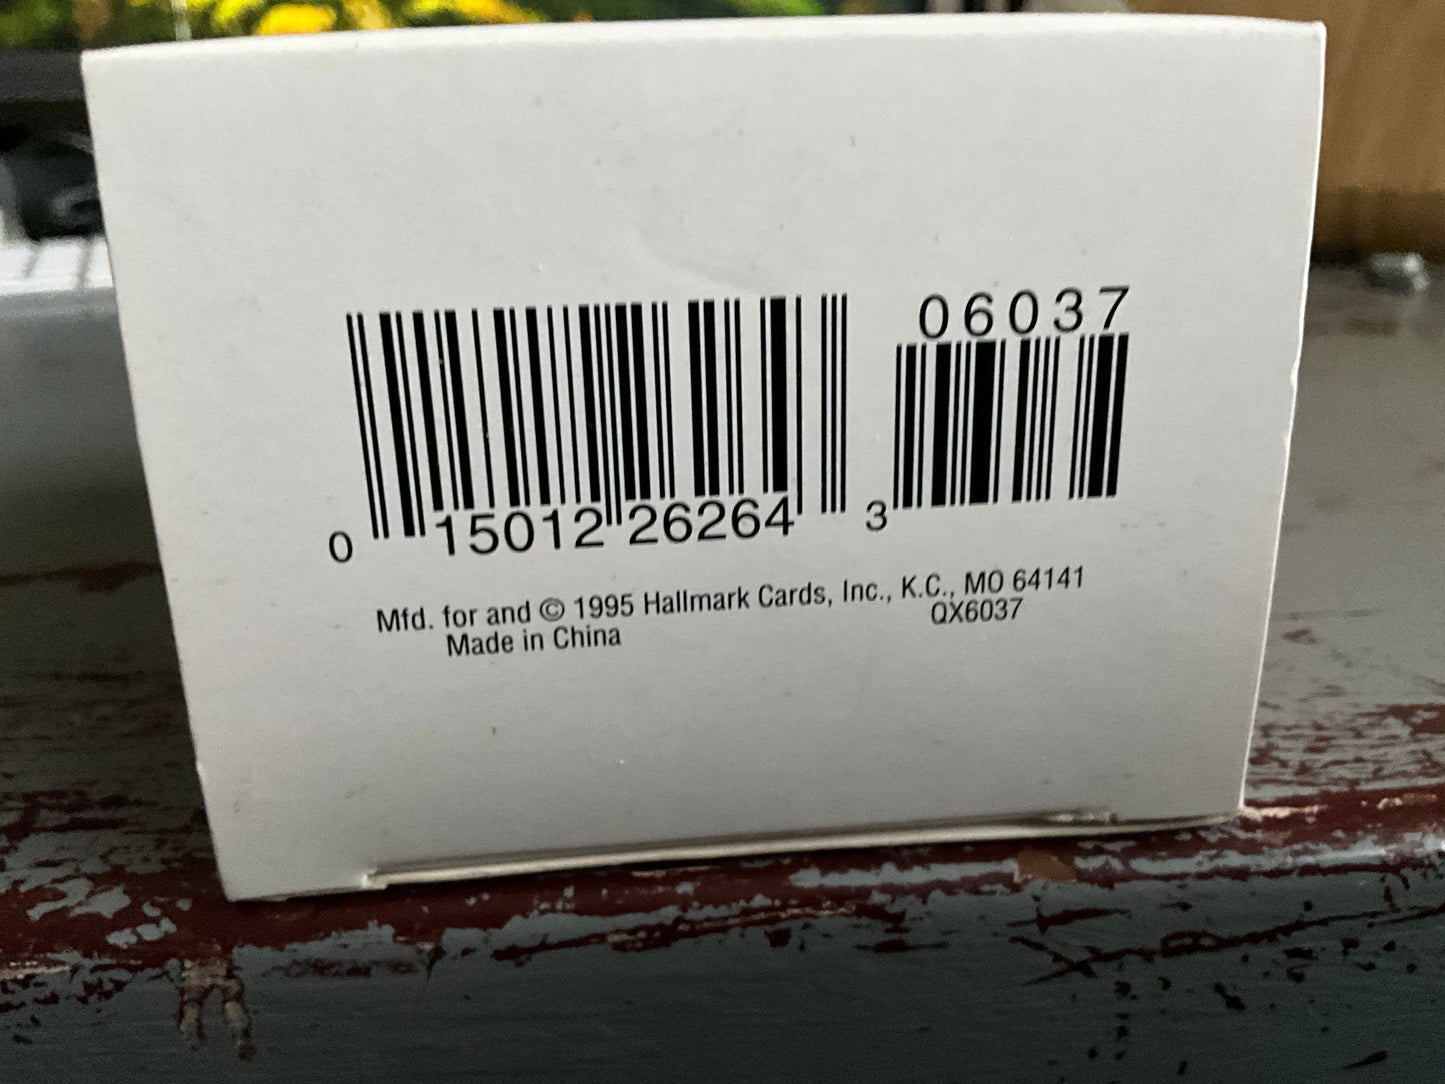 06037
0 15012 26264 3
Mfd. for and © 1995 Hallmark Cards, Inc., K.C., MO 64141
Made in China QX6037